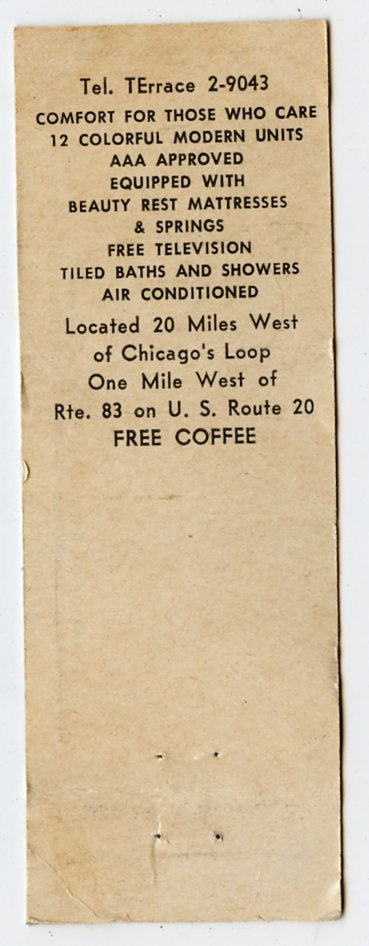 Tel. TErrace 2-9043
COMFORT FOR THOSE WHO CARE
12 COLORFUL MODERN UNITS
AAA APPROVED
EQUIPPED WITH
BEAUTY REST MATTRESSES
& SPRINGS
FREE TELEVISION
TILED BATHS AND SHOWERS
AIR CONDITIONED
Located 20 Miles West
of Chicago's Loop
One Mile West of
Rte. 83 on U. S. Route 20
FREE COFFEE